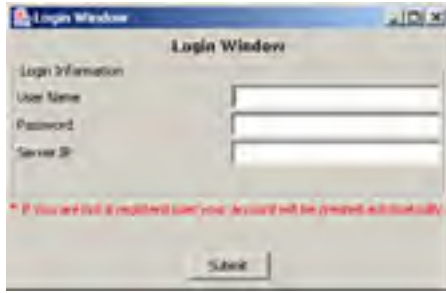 Login Window
Login Window
Login Information
User Name
Password
Server IP
* If you are not a registered user your account will be created automatically
Submit